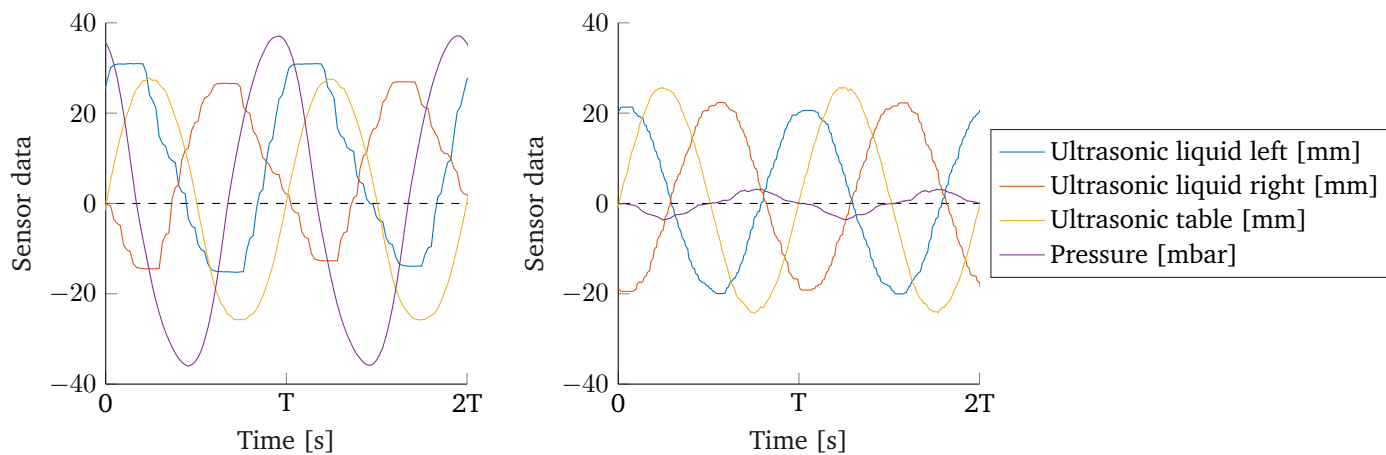 40
20
0
−20
−40
Sensor data
0
T
2T
Time [s]
40
20
0
−20
−40
Sensor data
0
T
2T
Time [s]
Ultrasonic liquid left [mm]
Ultrasonic liquid right [mm]
Ultrasonic table [mm]
Pressure [mbar]